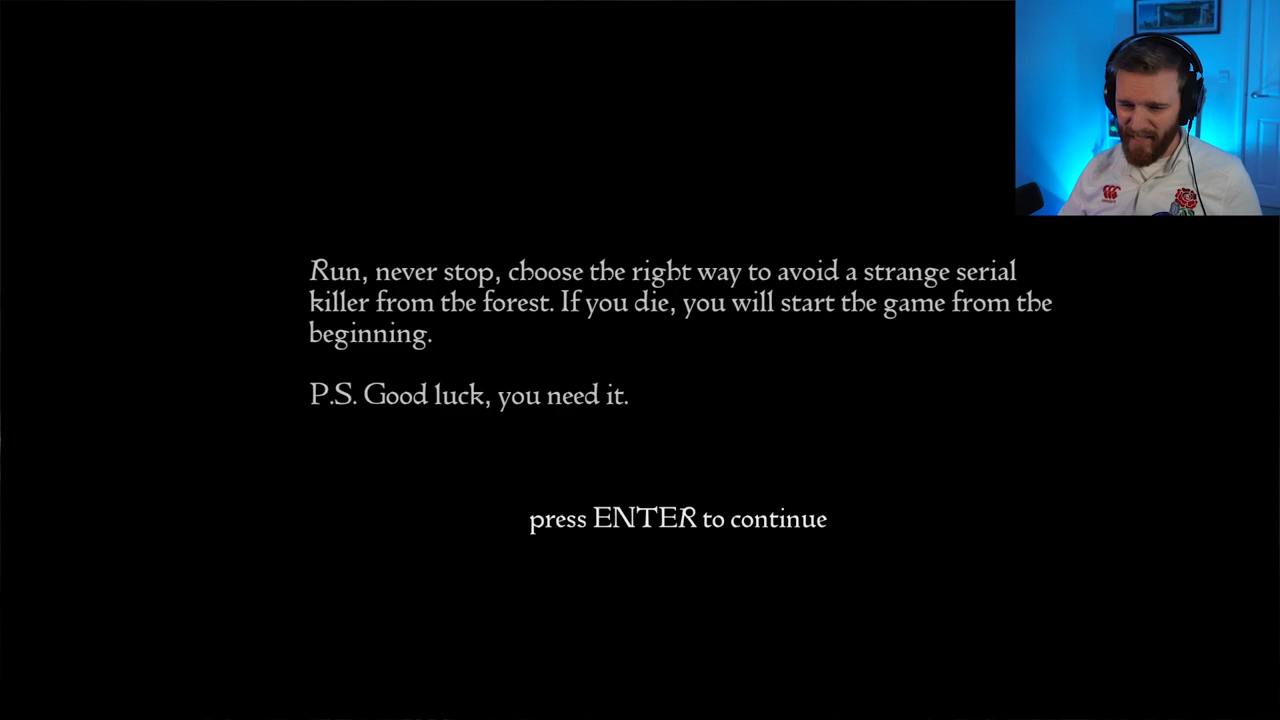 Run, never stop, choose the right way to avoid a strange serial
killer from the forest. If you die, you will start the game from the
beginning.
P.S. Good luck, you need it.
press ENTER to continue